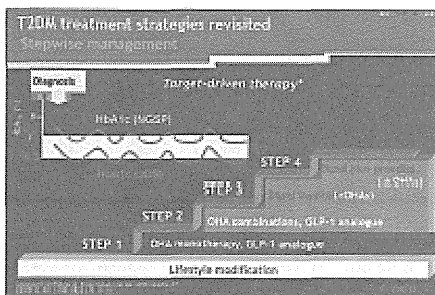 T2DM treatment strategies revisited
Stepwise management
Diagnosis
Target-driven therapy*
HbA1c (NGSP)
STEP 4
STEP 3
(±OHAs)
STEP 2
OHA combinations, GLP-1 analogue
STEP 1
OHA monotherapy, GLP-1 analogue
Lifestyle modification